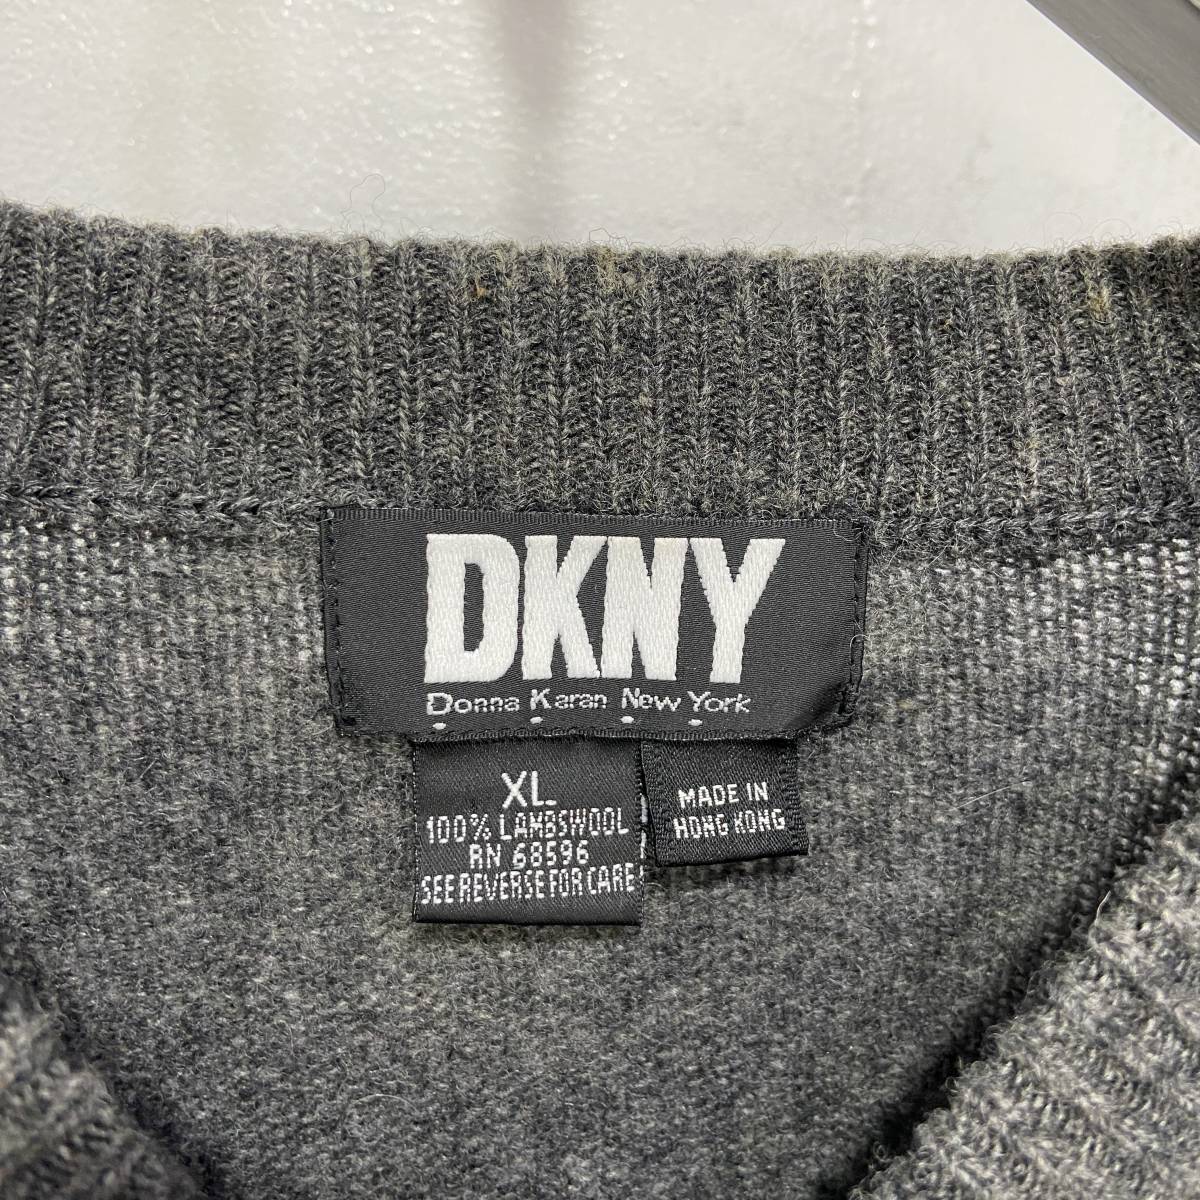 DKNY
Donna Karan New York
XL
100% LAMBSWOOL
RN 68596
SEE REVERSE FOR CARE
MADE IN
HONG KONG